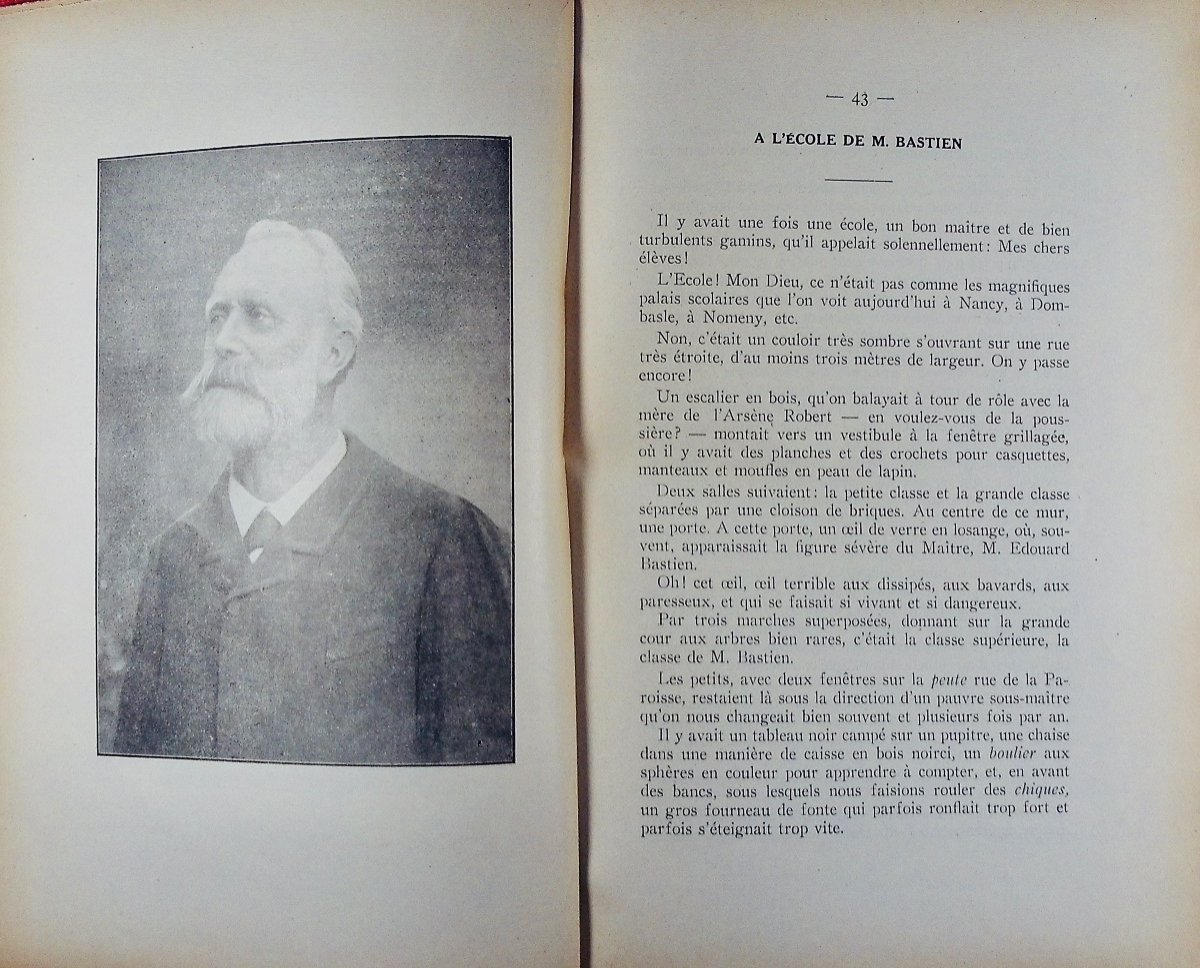 — 43 —
A L'ÉCOLE DE M. BASTIEN
Il y avait une fois une école, un bon maître et de bien
turbulents gamins, qu'il appelait solennellement : Mes chers
élèves !
L'Ecole ! Mon Dieu, ce n'était pas comme les magnifiques
palais scolaires que l'on voit aujourd'hui à Nancy, à Dom-
basle, à Nomeny, etc.
Non, c'était un couloir très sombre s'ouvrant sur une rue
très étroite, d'au moins trois mètres de largeur. On y passe
encore !
Un escalier en bois, qu'on balayait à tour de rôle avec la
mère de l'Arsène Robert — en voulez-vous de la pous-
sière ? — montait vers un vestibule à la fenêtre grillagée,
où il y avait des planches et des crochets pour casquettes,
manteaux et moufles en peau de lapin.
Deux salles suivaient : la petite classe et la grande classe
séparées par une cloison de briques. Au centre de ce mur,
une porte. A cette porte, un œil de verre en losange, où, sou-
vent, apparaissait la figure sévère du Maître, M. Edouard
Bastien.
Oh ! cet œil, œil terrible aux dissipés, aux bavards, aux
paresseux, et qui se faisait si vivant et si dangereux.
Par trois marches superposées, donnant sur la grande
cour aux arbres bien rares, c'était la classe supérieure, la
classe de M. Bastien.
Les petits, avec deux fenêtres sur la peute rue de la Pa-
roisse, restaient là sous la direction d'un pauvre sous-maître
qu'on nous changeait bien souvent et plusieurs fois par an.
Il y avait un tableau noir campé sur un pupitre, une chaise
dans une manière de caisse en bois noirci, un boulier aux
sphères en couleur pour apprendre à compter, et, en avant
des bancs, sous lesquels nous faisions rouler des chiques,
un gros fourneau de fonte qui parfois ronflait trop fort et
parfois s'éteignait trop vite.